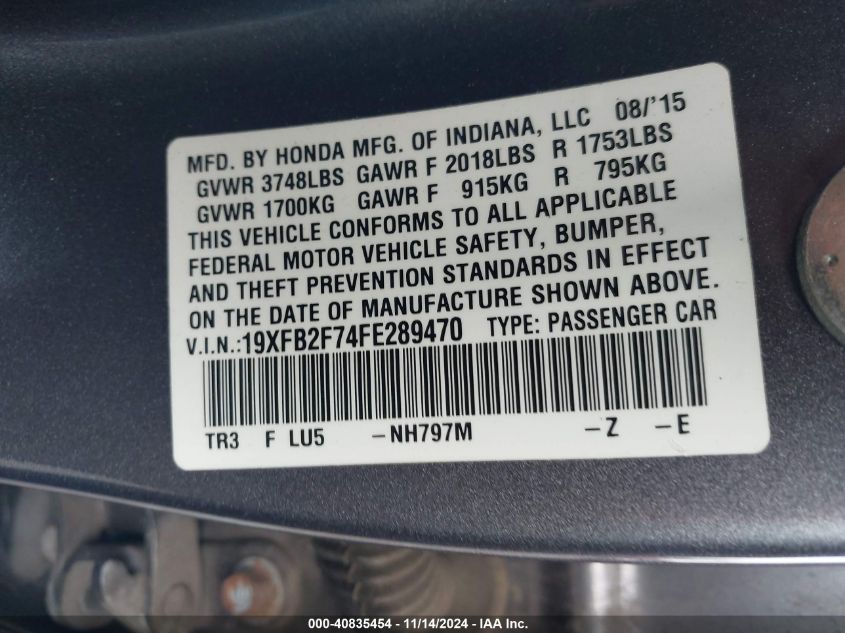 MFD. BY HONDA MFG. OF INDIANA, LLC 08/'15
GVWR 3748LBS GAWR F 2018LBS R 1753LBS
GVWR 1700KG GAWR F 915KG R 795KG
THIS VEHICLE CONFORMS TO ALL APPLICABLE
FEDERAL MOTOR VEHICLE SAFETY, BUMPER,
AND THEFT PREVENTION STANDARDS IN EFFECT
ON THE DATE OF MANUFACTURE SHOWN ABOVE.
V.I.N.:19XFB2F74FE289470 TYPE: PASSENGER CAR
TR3 F LU5 -NH797M -Z -E
000-40835454 - 11/14/2024 - IAA Inc.